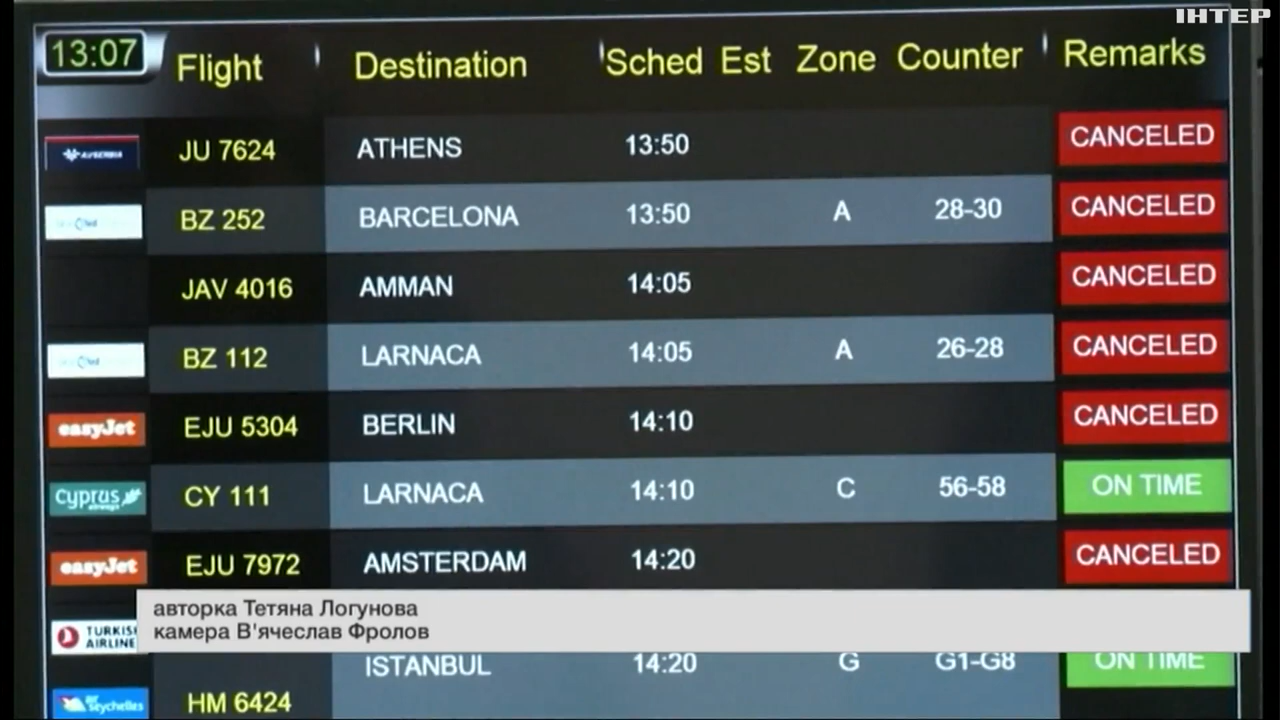 ІНТЕР
13:07 Flight Destination Sched Est Zone Counter Remarks
JU 7624 ATHENS 13:50 CANCELED
BZ 252 BARCELONA 13:50 A 28-30 CANCELED
JAV 4016 AMMAN 14:05 CANCELED
BZ 112 LARNACA 14:05 A 26-28 CANCELED
easyJet EJU 5304 BERLIN 14:10 CANCELED
cyprus airways CY 111 LARNACA 14:10 C 56-58 ON TIME
easyJet EJU 7972 AMSTERDAM 14:20 CANCELED
авторка Тетяна Логунова
камера В'ячеслав Фролов
TURKISH
AIRLINE
ISTANBUL 14:20 G G1-G8 ON TIME
air seychelles HM 6424